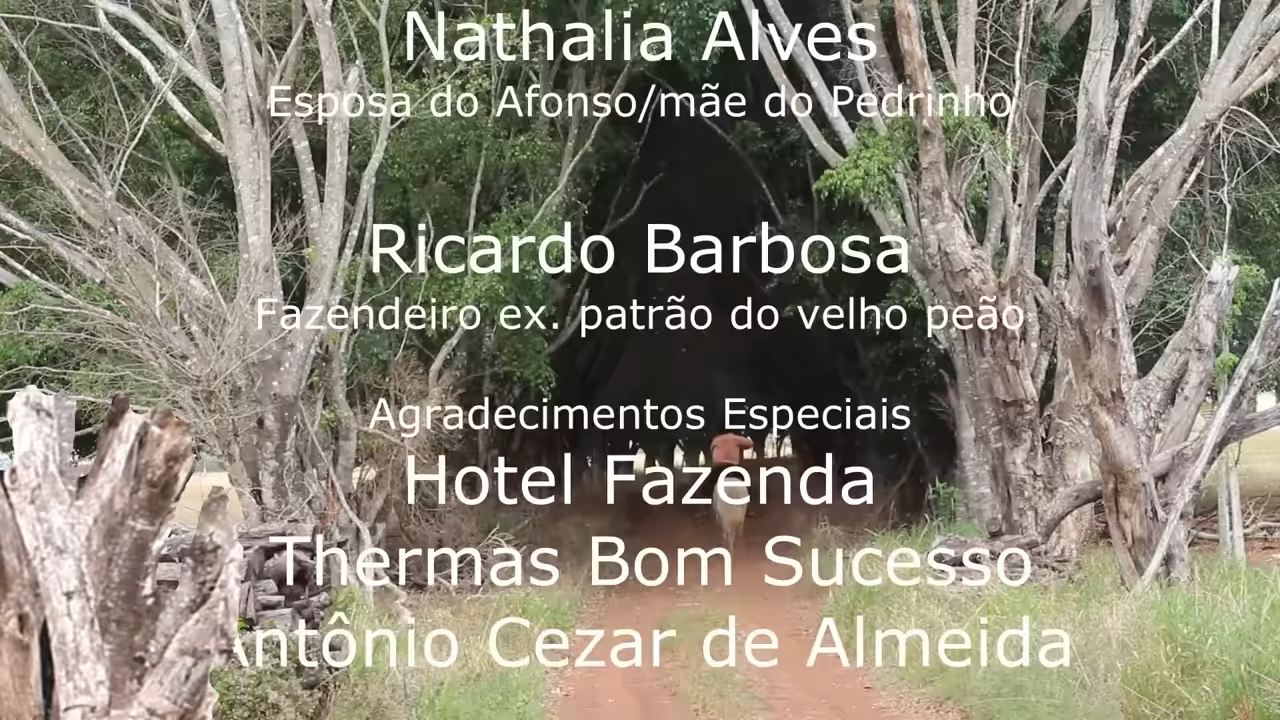 Nathalia Alves
Esposa do Afonso/mãe do Pedrinho
Ricardo Barbosa
Fazendeiro ex. patrão do velho peão
Agradecimentos Especiais
Hotel Fazenda
Thermas Bom Sucesso
Antônio Cezar de Almeida